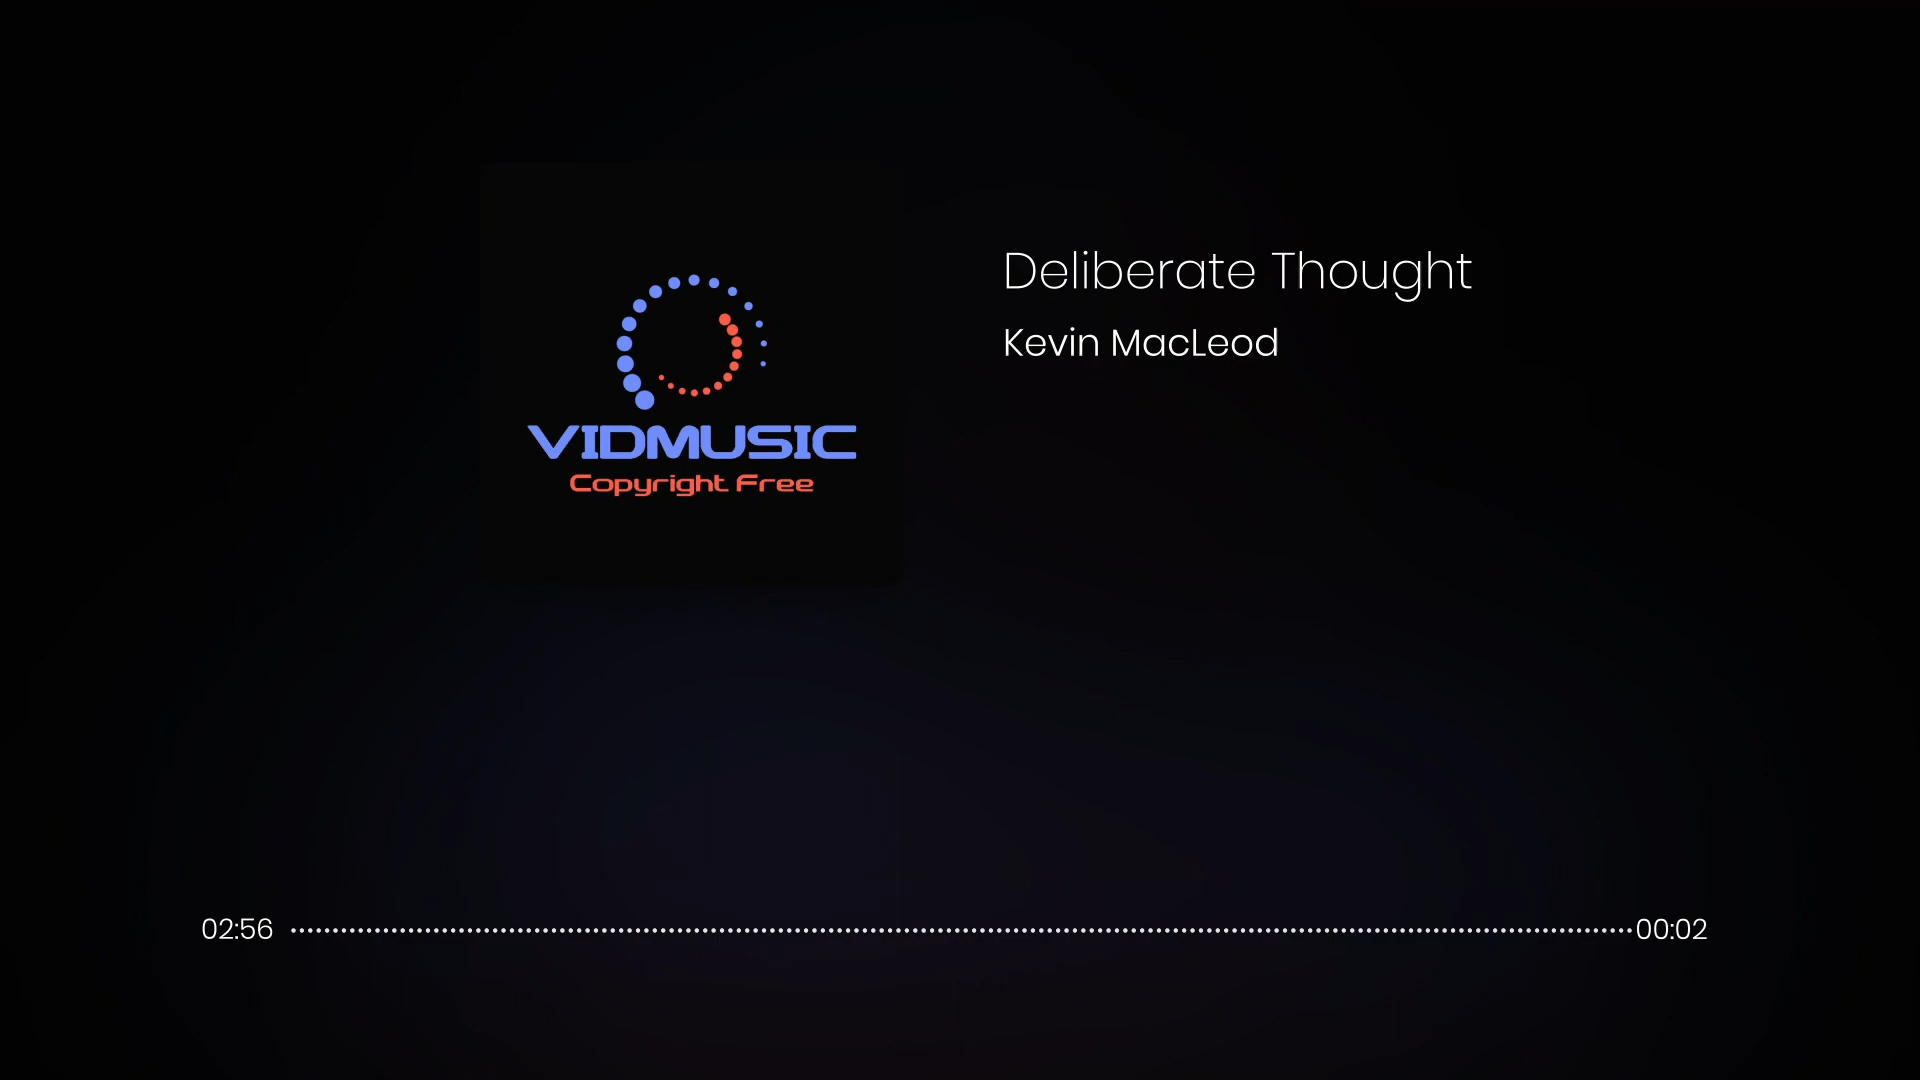 Deliberate Thought
Kevin MacLeod
VIDMUSIC
Copyright Free
02:56
00:02